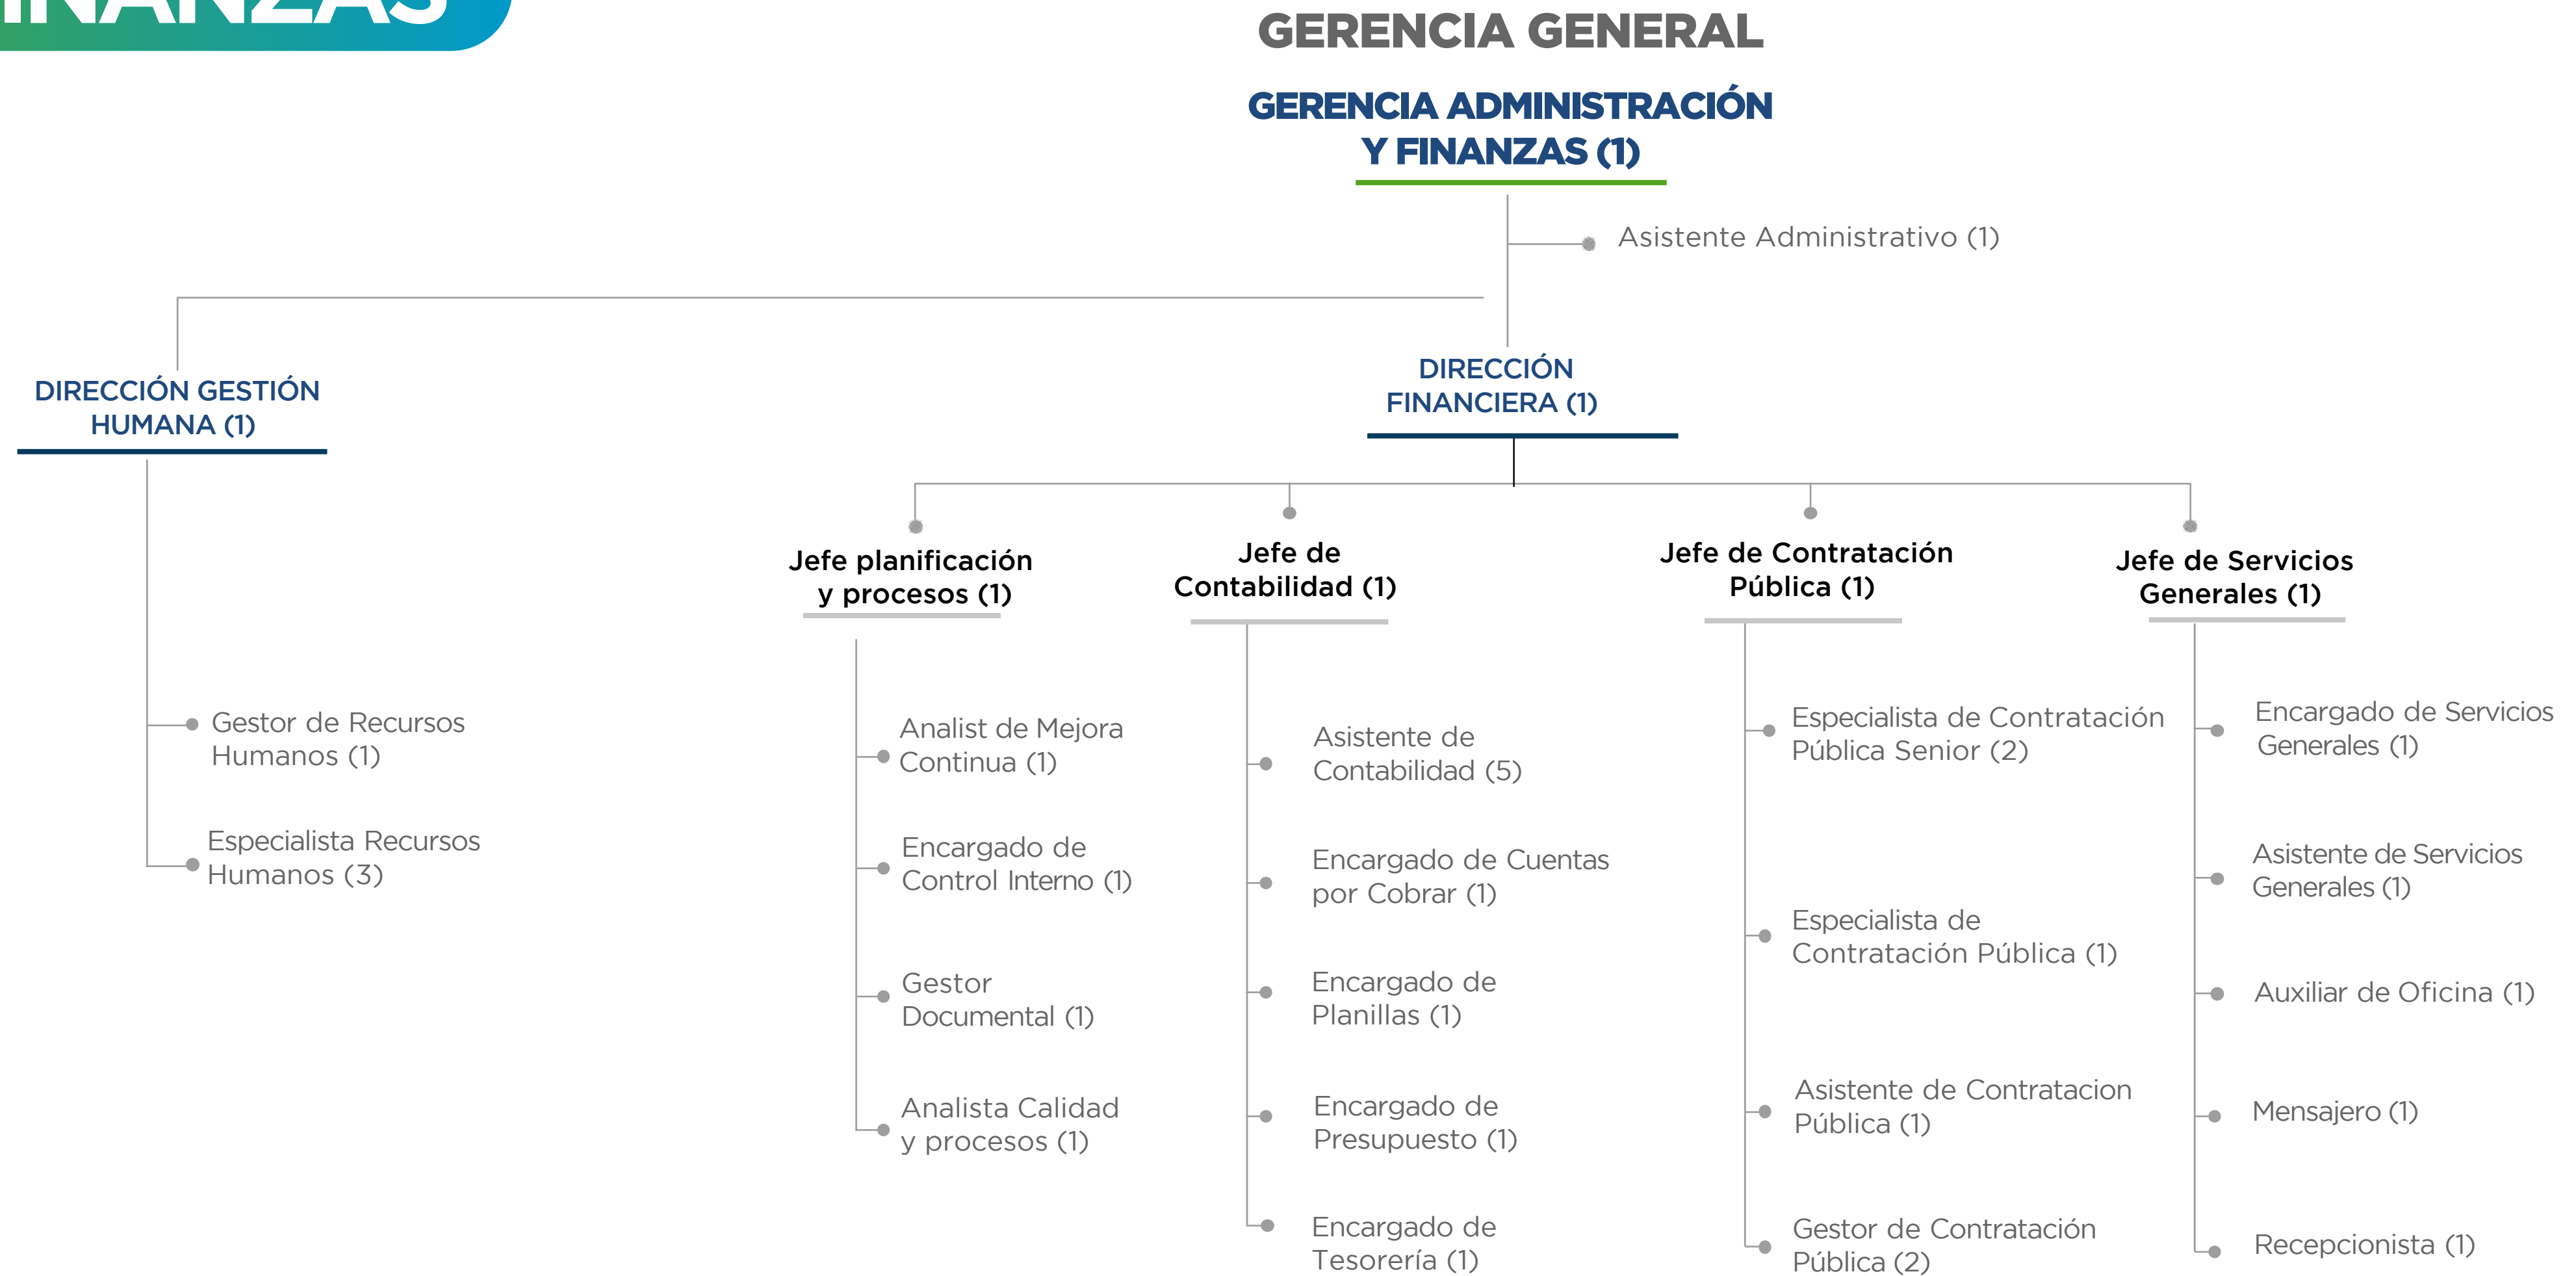 GERENCIA GENERAL
GERENCIA ADMINISTRACIÓN
Y FINANZAS (1)
Asistente Administrativo (1)
DIRECCIÓN GESTIÓN
HUMANA (1)
DIRECCIÓN
FINANCIERA (1)
Jefe planificación
y procesos (1)
Jefe de
Contabilidad (1)
Jefe de Contratación
Pública (1)
Jefe de Servicios
Generales (1)
Gestor de Recursos
Humanos (1)
Especialista Recursos
Humanos (3)
Analist de Mejora
Continua (1)
Encargado de
Control Interno (1)
Gestor
Documental (1)
Analista Calidad
y procesos (1)
Asistente de
Contabilidad (5)
Encargado de Cuentas
por Cobrar (1)
Encargado de
Planillas (1)
Encargado de
Presupuesto (1)
Encargado de
Tesorería (1)
Especialista de Contratación
Pública Senior (2)
Especialista de
Contratación Pública (1)
Asistente de Contratacion
Pública (1)
Gestor de Contratación
Pública (2)
Encargado de Servicios
Generales (1)
Asistente de Servicios
Generales (1)
Auxiliar de Oficina (1)
Mensajero (1)
Recepcionista (1)